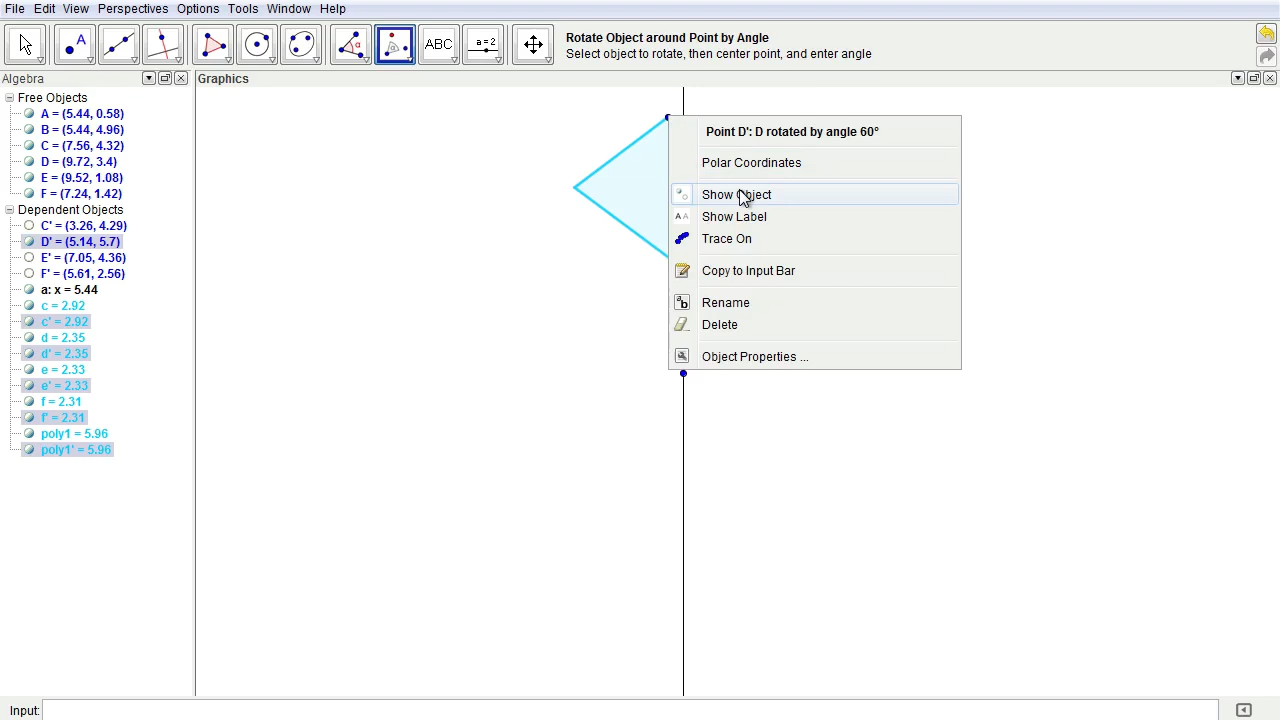 File Edit View Perspectives Options Tools Window Help
A
α
α
ABC
a=2
Rotate Object around Point by Angle
Select object to rotate, then center point, and enter angle
Algebra
Graphics
Free Objects
A = (5.44, 0.58)
B = (5.44, 4.96)
C = (7.56, 4.32)
D = (9.72, 3.4)
E = (9.52, 1.08)
F = (7.24, 1.42)
Dependent Objects
C' = (3.26, 4.29)
D' = (5.14, 5.7)
E' = (7.05, 4.36)
F' = (5.61, 2.56)
a: x = 5.44
c = 2.92
c' = 2.92
d = 2.35
d' = 2.35
e = 2.33
e' = 2.33
f = 2.31
f' = 2.31
poly1 = 5.96
poly1' = 5.96
Point D': D rotated by angle 60°
Polar Coordinates
Show Object
AA Show Label
Trace On
Copy to Input Bar
ab Rename
Delete
Object Properties ...
Input: